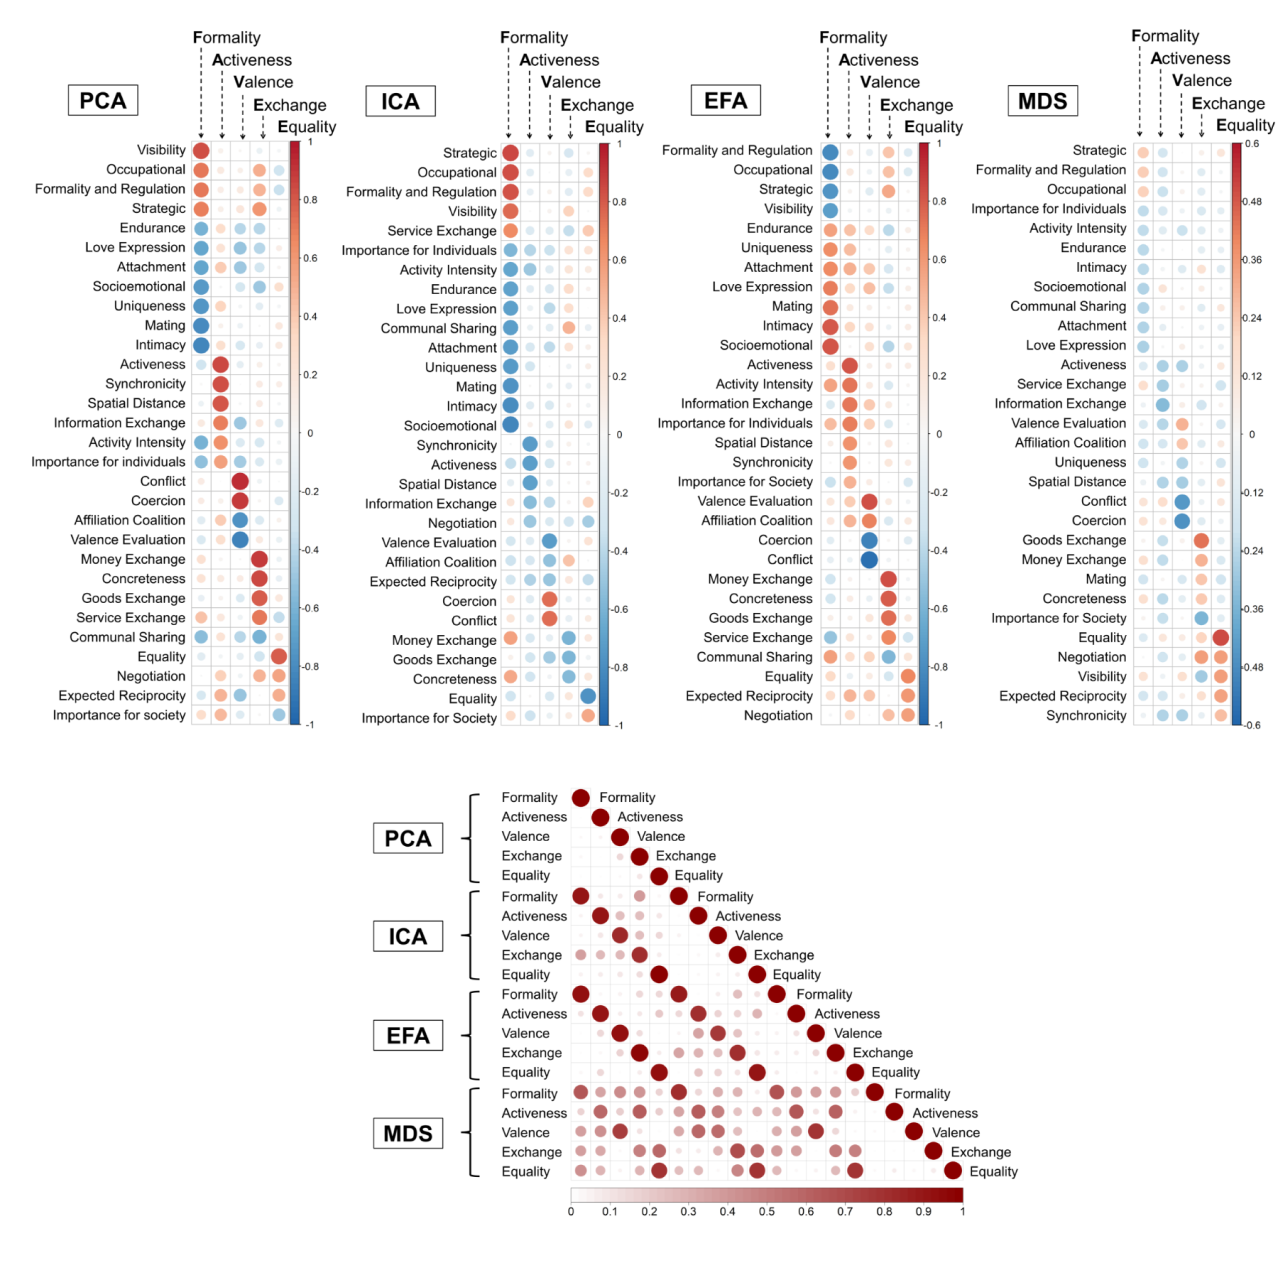 PCA
Formality
Activeness
Valence
Exchange
Equality
Visibility
Occupational
Formality and Regulation
Strategic
Endurance
Love Expression
Attachment
Socioemotional
Uniqueness
Mating
Intimacy
Activeness
Synchronicity
Spatial Distance
Information Exchange
Activity Intensity
Importance for individuals
Conflict
Coercion
Affiliation Coalition
Valence Evaluation
Money Exchange
Concreteness
Goods Exchange
Service Exchange
Communal Sharing
Equality
Negotiation
Expected Reciprocity
Importance for society
1
0.8
0.6
0.4
0.2
0
-0.2
-0.4
-0.6
-0.8
-1
ICA
Formality
Activeness
Valence
Exchange
Equality
Strategic
Occupational
Formality and Regulation
Visibility
Service Exchange
Importance for Individuals
Activity Intensity
Endurance
Love Expression
Communal Sharing
Attachment
Uniqueness
Mating
Intimacy
Socioemotional
Synchronicity
Activeness
Spatial Distance
Information Exchange
Negotiation
Valence Evaluation
Affiliation Coalition
Expected Reciprocity
Coercion
Conflict
Money Exchange
Goods Exchange
Concreteness
Equality
Importance for Society
1
0.8
0.6
0.4
0.2
0
-0.2
-0.4
-0.6
-0.8
-1
EFA
Formality
Activeness
Valence
Exchange
Equality
Formality and Regulation
Occupational
Strategic
Visibility
Endurance
Uniqueness
Attachment
Love Expression
Mating
Intimacy
Socioemotional
Activeness
Activity Intensity
Information Exchange
Importance for Individuals
Spatial Distance
Synchronicity
Importance for Society
Valence Evaluation
Affiliation Coalition
Coercion
Conflict
Money Exchange
Concreteness
Goods Exchange
Service Exchange
Communal Sharing
Equality
Expected Reciprocity
Negotiation
1
0.8
0.6
0.4
0.2
0
-0.2
-0.4
-0.6
-0.8
-1
MDS
Formality
Activeness
Valence
Exchange
Equality
Strategic
Formality and Regulation
Occupational
Importance for Individuals
Activity Intensity
Endurance
Intimacy
Socioemotional
Communal Sharing
Attachment
Love Expression
Activeness
Service Exchange
Information Exchange
Valence Evaluation
Affiliation Coalition
Uniqueness
Spatial Distance
Conflict
Coercion
Goods Exchange
Money Exchange
Mating
Concreteness
Importance for Society
Equality
Negotiation
Visibility
Expected Reciprocity
Synchronicity
0.6
0.48
0.36
0.24
0.12
0
-0.12
-0.24
-0.36
-0.48
-0.6
PCA
Formality Formality
Activeness Activeness
Valence Valence
Exchange Exchange
Equality Equality
ICA
Formality Formality
Activeness Activeness
Valence Valence
Exchange Exchange
Equality Equality
EFA
Formality Formality
Activeness Activeness
Valence Valence
Exchange Exchange
Equality Equality
MDS
Formality Formality
Activeness Activeness
Valence Valence
Exchange Exchange
Equality Equality
0 0.1 0.2 0.3 0.4 0.5 0.6 0.7 0.8 0.9 1